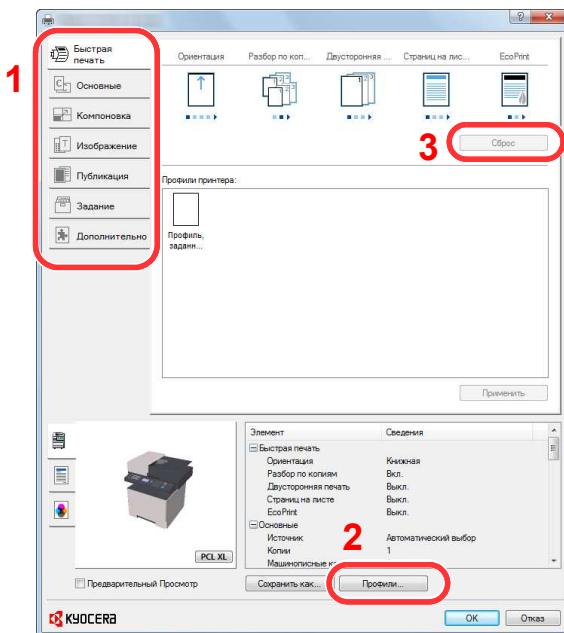 Быстрая
печать
Основные
Компоновка
Изображение
Публикация
Задание
Дополнительно
1
Ориентация
Разбор по коп...
Двусторонняя ...
Страниц на лис...
EcoPrint
3
Сброс
Профили принтера:
Профиль,
заданн...
Применить
Элемент Сведения
Быстрая печать
Ориентация Книжная
Разбор по копиям Вкл.
Двусторонняя печать Выкл.
Страниц на листе Выкл.
EcoPrint Выкл.
Основные
Источник Автоматический выбор
Копии 1
Машинописные
2
PCL XL
Предварительный Просмотр
Сохранить как...
Профили...
KYOCERA
OK
Отказ